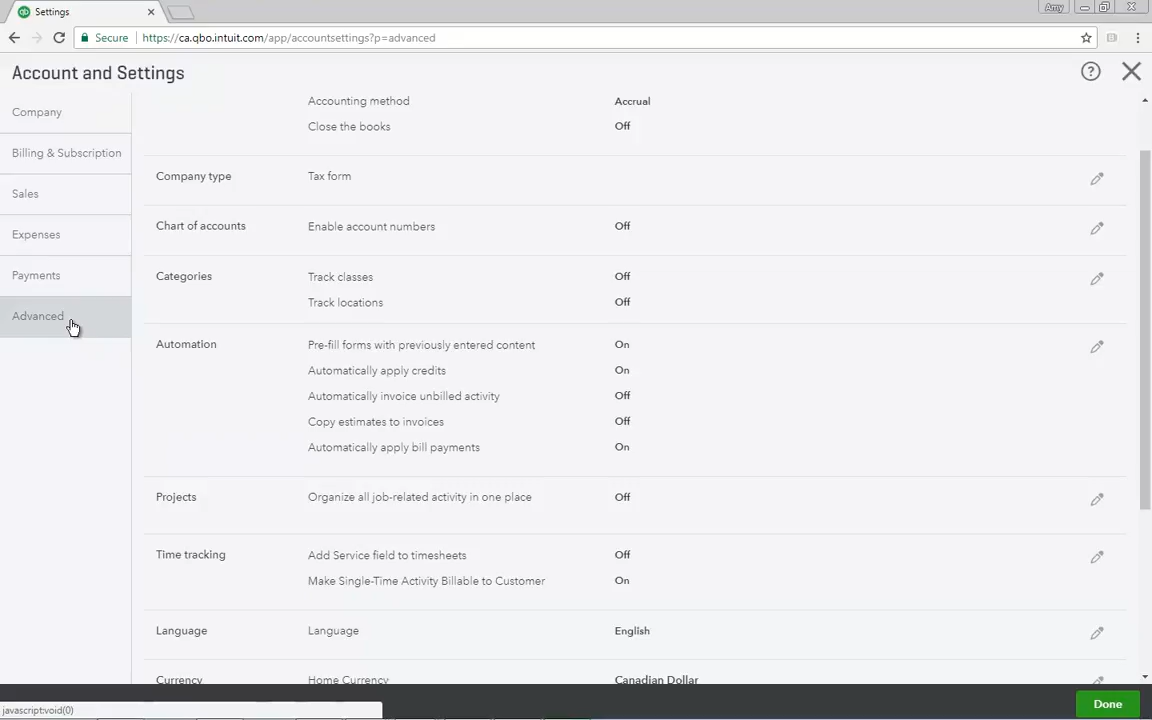 Settings
Amy
Secure https://ca.qbo.intuit.com/app/accountsettings?p=advanced
Account and Settings
Company
Billing & Subscription
Sales
Expenses
Payments
Advanced
Accounting method Accrual
Close the books Off
Company type Tax form
Chart of accounts Enable account numbers Off
Categories Track classes Off
Track locations Off
Automation Pre-fill forms with previously entered content On
Automatically apply credits On
Automatically invoice unbilled activity Off
Copy estimates to invoices Off
Automatically apply bill payments On
Projects Organize all job-related activity in one place Off
Time tracking Add Service field to timesheets Off
Make Single-Time Activity Billable to Customer On
Language Language English
Currency Home Currency Canadian Dollar
javascript:void(0)
Done